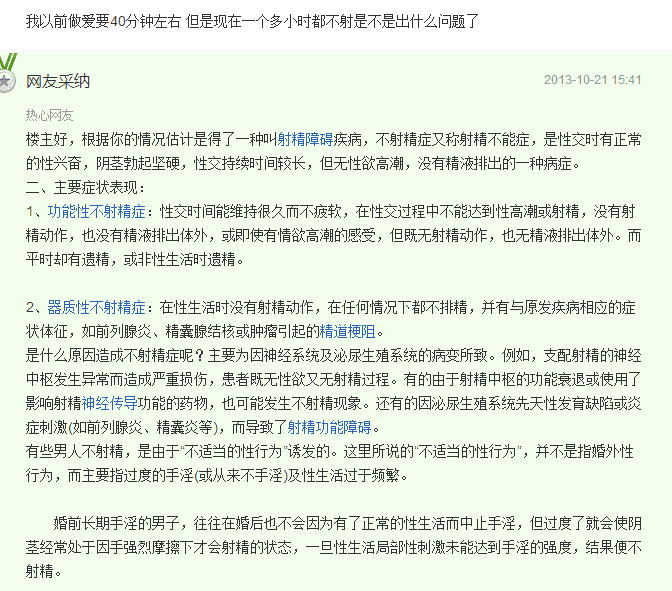 我以前做爱要40分钟左右 但是现在一个多小时都不射是不是出什么问题了
网友采纳 2013-10-21 15:41
热心网友
楼主好，根据你的情况估计是得了一种叫射精障碍疾病，不射精症又称射精不能症，是性交时有正常
的性兴奋，阴茎勃起坚硬，性交持续时间较长，但无性欲高潮，没有精液排出的一种病症。
二、主要症状表现：
1、功能性不射精症：性交时间能维持很久而不疲软，在性交过程中不能达到性高潮或射精，没有射
精动作，也没有精液排出体外，或即使有情欲高潮的感受，但既无射精动作，也无精液排出体外。而
平时却有遗精，或非性生活时遗精。
2、器质性不射精症：在性生活时没有射精动作，在任何情况下都不排精，并有与原发疾病相应的症
状体征，如前列腺炎、精囊腺结核或肿瘤引起的精道梗阻。
是什么原因造成不射精症呢？主要为因神经系统及泌尿生殖系统的病变所致。例如，支配射精的神经
中枢发生异常而造成严重损伤，患者既无性欲又无射精过程。有的由于射精中枢的功能衰退或使用了
影响射精神经传导功能的药物，也可能发生不射精现象。还有的因泌尿生殖系统先天性发育缺陷或炎
症刺激(如前列腺炎、精囊炎等)，而导致了射精功能障碍。
有些男人不射精，是由于“不适当的性行为”诱发的。这里所说的“不适当的性行为”，并不是指婚外性
行为，而主要指过度的手淫(或从来不手淫)及性生活过于频繁。
婚前长期手淫的男子，往往在婚后也不会因为有了正常的性生活而中止手淫，但过度了就会使阴
茎经常处于因手强烈摩擦下才会射精的状态，一旦性生活局部性刺激未能达到手淫的强度，结果便不
射精。